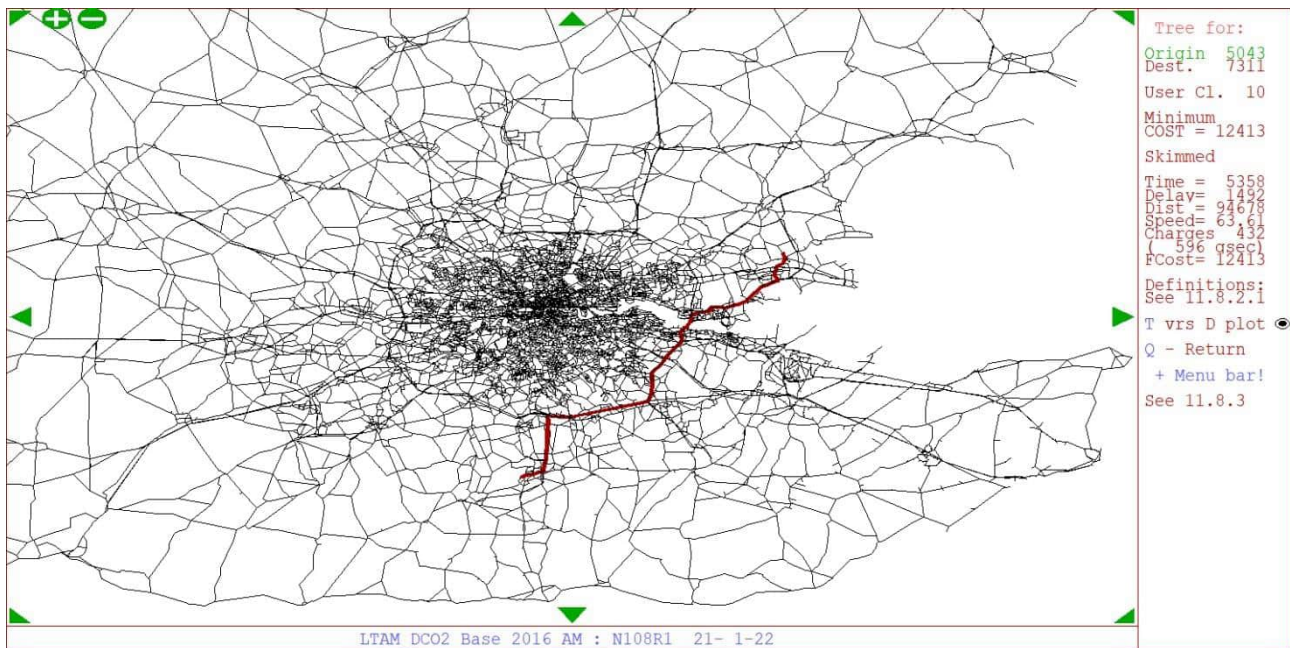 Tree for:
Origin 5043
Dest. 7311
User Cl. 10
Minimum
COST = 12413
Skimmed
Time = 5358
Delay= 1492
Dist = 94678
Speed= 63.61
Charges 432
( 596 gsec)
FCost= 12413
Definitions:
See 11.8.2.1
T vrs D plot
Q - Return
+ Menu bar!
See 11.8.3
LTAM DCO2 Base 2016 AM : N108R1 21- 1-22